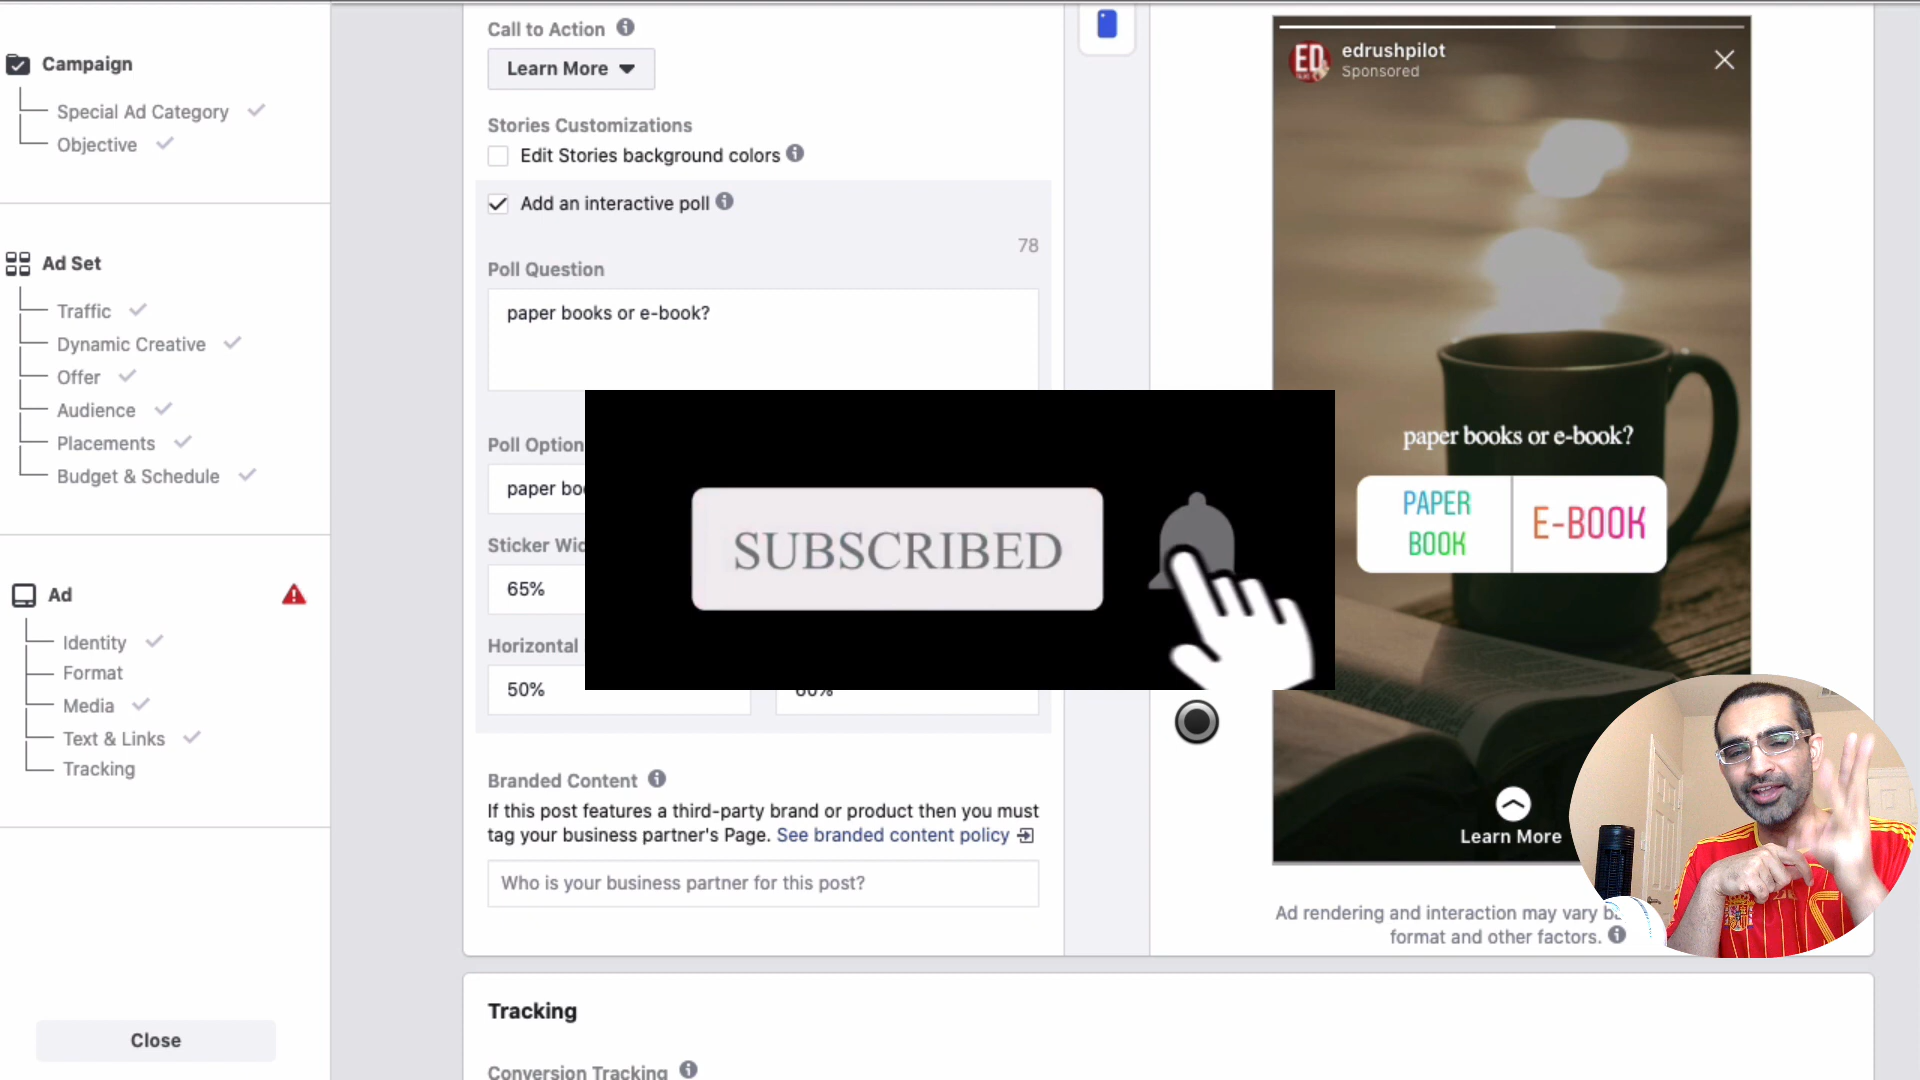 Campaign
Special Ad Category
Objective
Ad Set
Traffic
Dynamic Creative
Offer
Audience
Placements
Budget & Schedule
Ad
Identity
Format
Media
Text & Links
Tracking
Close
Call to Action
Learn More
Stories Customizations
Edit Stories background colors
Add an interactive poll
78
Poll Question
paper books or e-book?
Poll Option
paper
Sticker
65%
Horizontal
50%
60%
SUBSCRIBED
Branded Content
If this post features a third-party brand or product then you must
tag your business partner's Page. See branded content policy
Who is your business partner for this post?
Tracking
Conversion Tracking
ED
edrushpilot
Sponsored
paper books or e-book?
PAPER
BOOK
E-BOOK
Learn More
Ad rendering and interaction may vary
format and other factors.